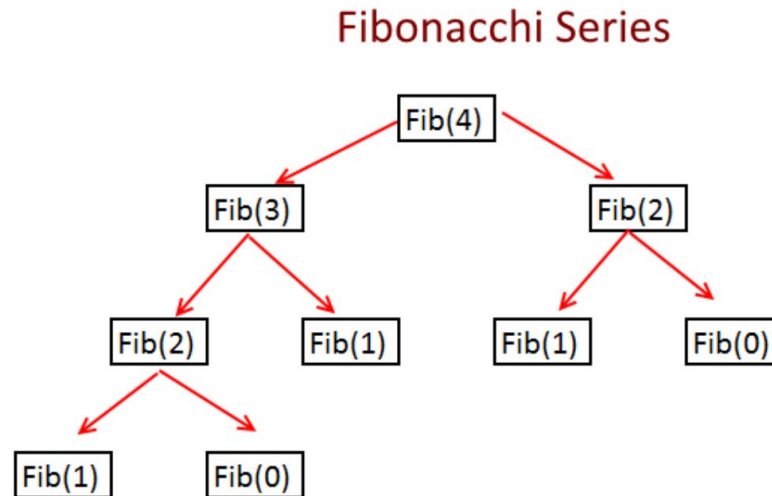 Fibonacchi Series
Fib(4)
Fib(3)
Fib(2)
Fib(2)
Fib(1)
Fib(1)
Fib(0)
Fib(1)
Fib(0)